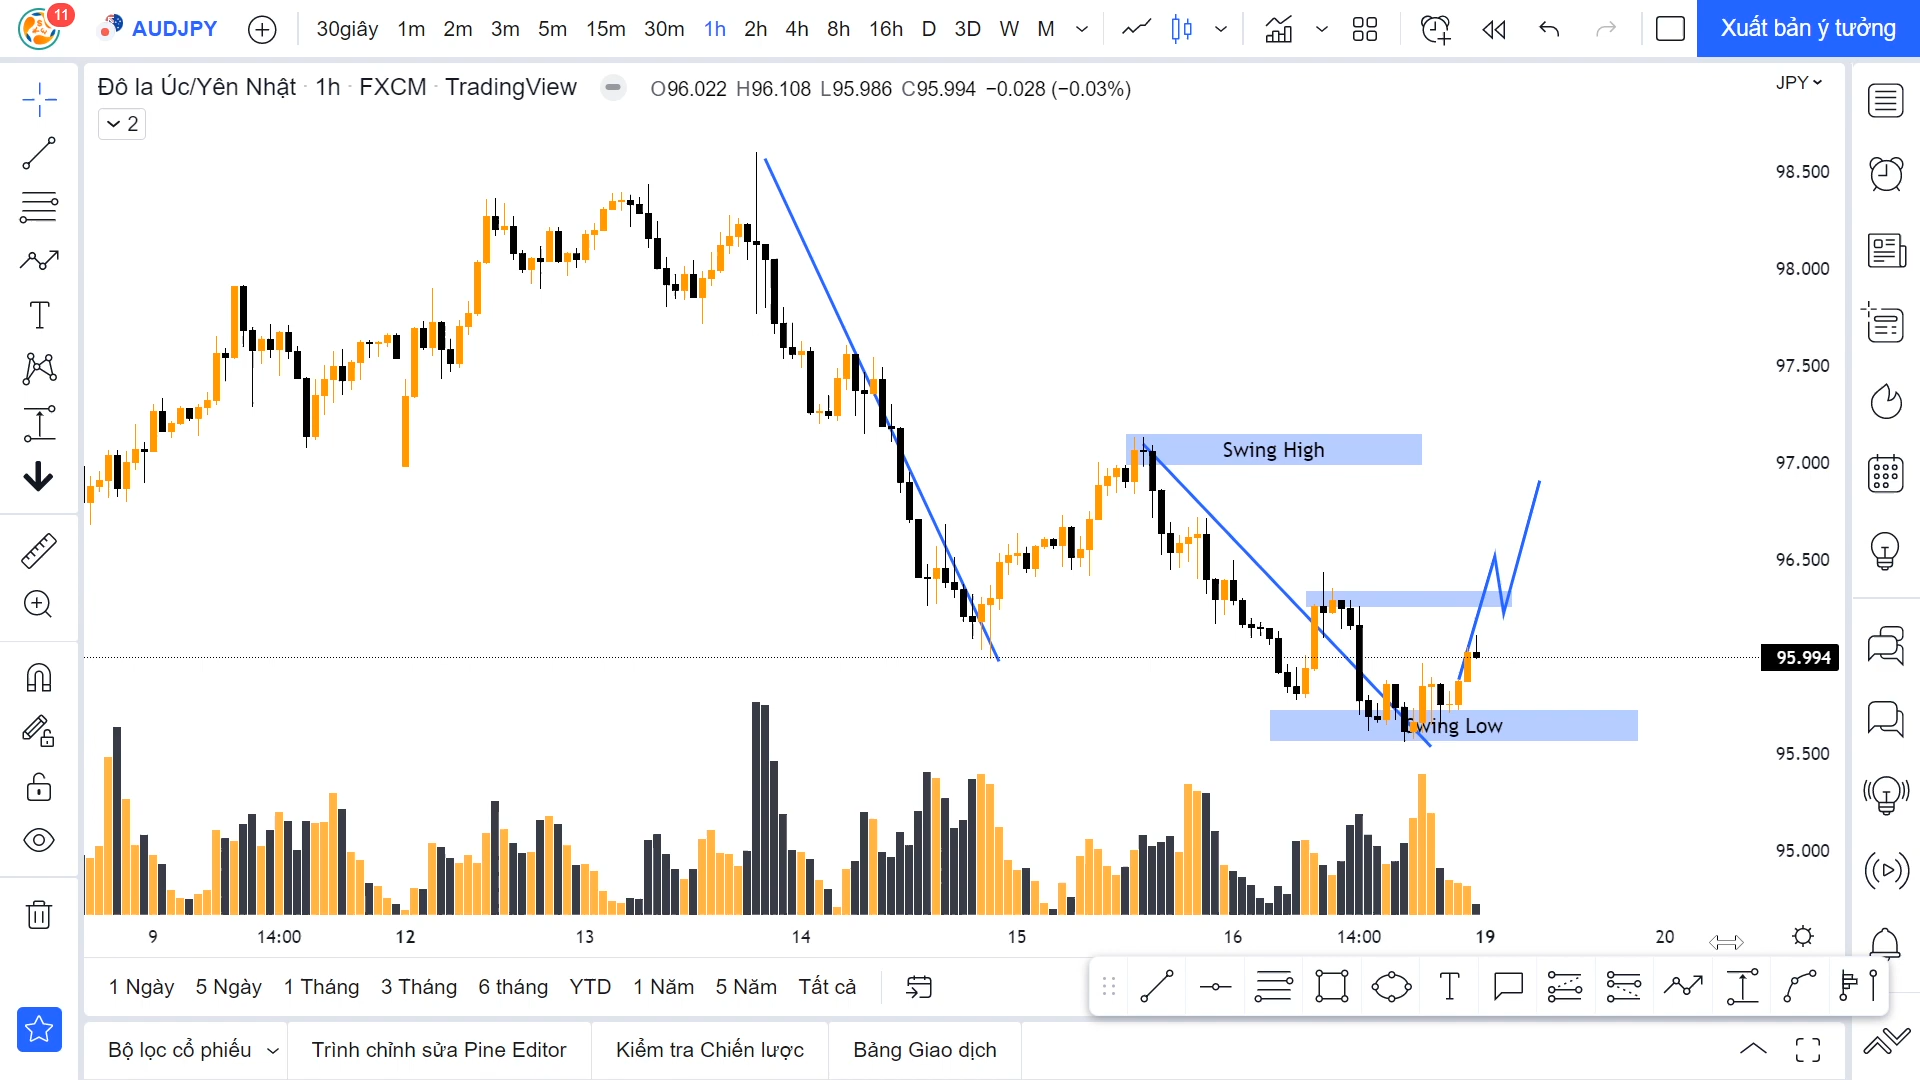 11
AUDJPY
30giây 1m 2m 3m 5m 15m 30m 1h 2h 4h 8h 16h D 3D W M
Xuất bản ý tưởng
Đô la Úc/Yên Nhật · 1h · FXCM · TradingView
O96.022 H96.108 L95.986 C95.994 −0.028 (−0.03%)
JPY
2
98.500
98.000
97.500
Swing High
97.000
96.500
95.994
Swing Low
95.500
95.000
9 14:00 12 13 14 15 16 14:00 19 20
1 Ngày 5 Ngày 1 Tháng 3 Tháng 6 tháng YTD 1 Năm 5 Năm Tất cả
Bộ lọc cổ phiếu Trình chỉnh sửa Pine Editor Kiểm tra Chiến lược Bảng Giao dịch